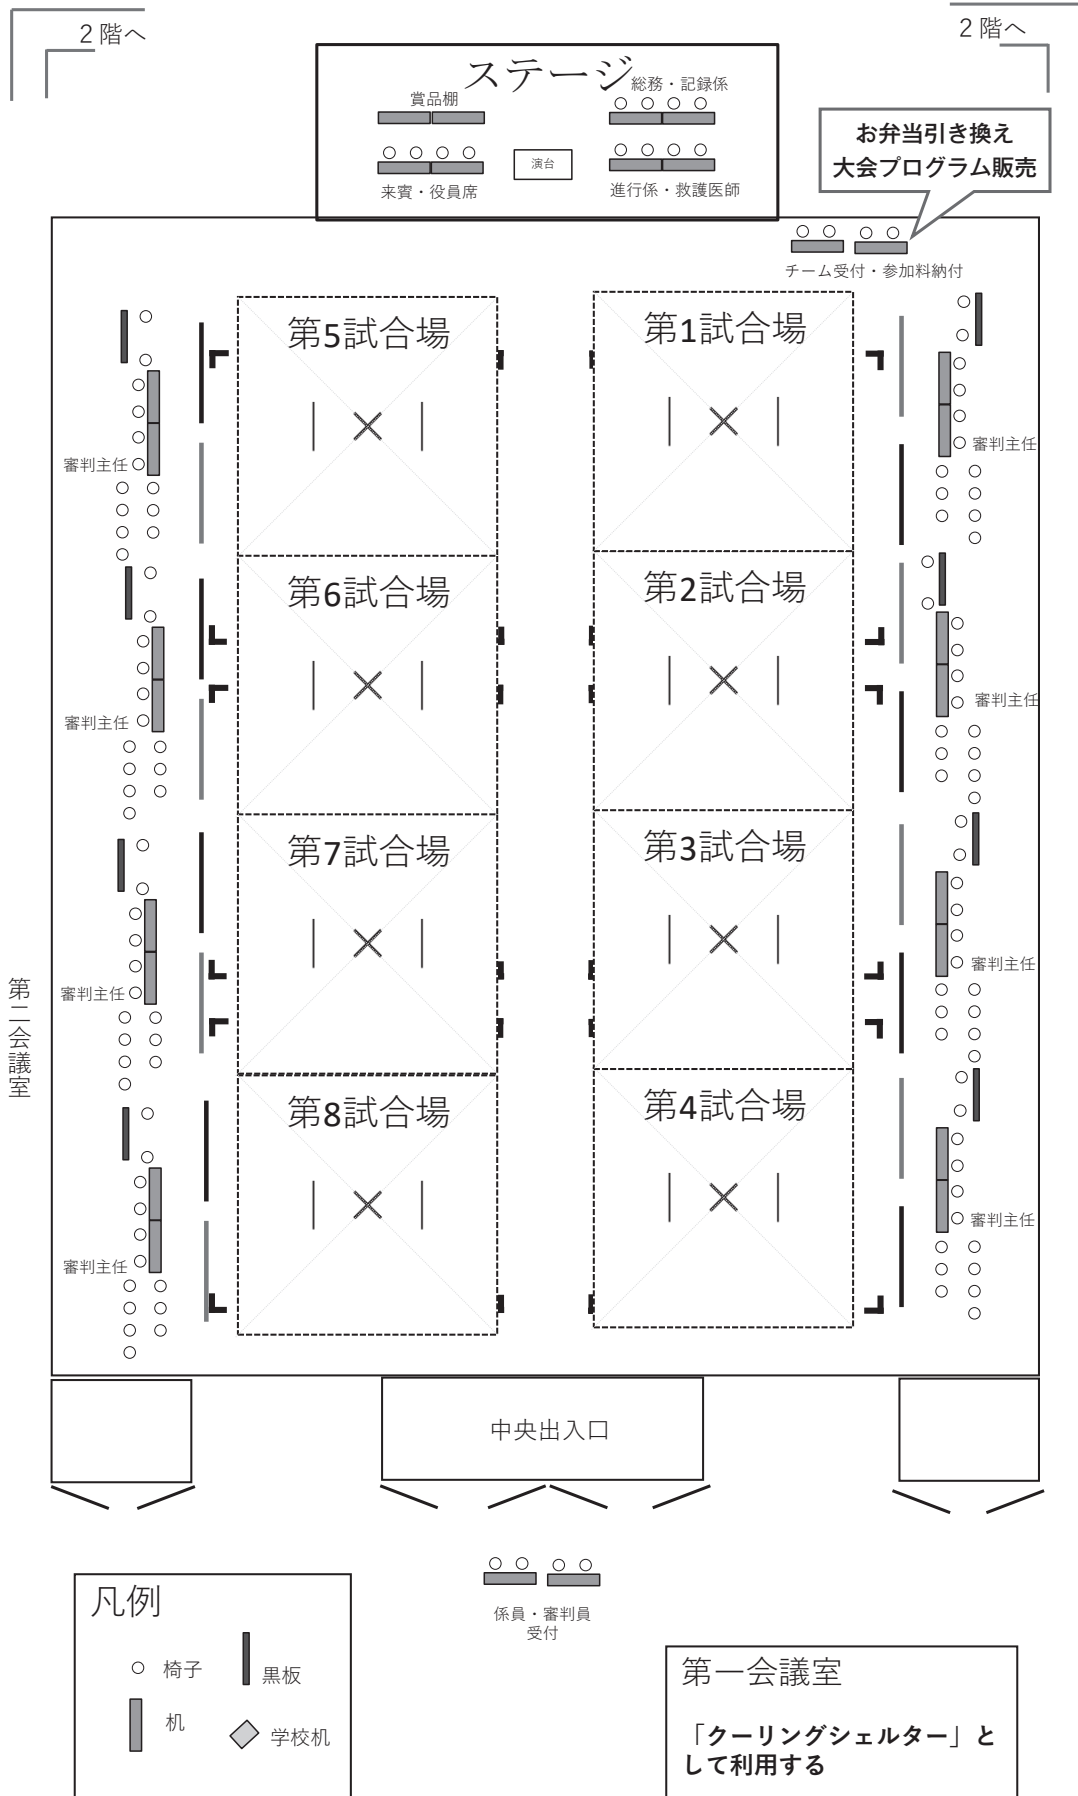 ２階へ
２階へ
ステージ
賞品棚
総務・記録係
お弁当引き換え
大会プログラム販売
演台
来賓・役員席
進行係・救護医師
チーム受付・参加料納付
第5試合場
第1試合場
審判主任
審判主任
第6試合場
第2試合場
審判主任
審判主任
第7試合場
第3試合場
審判主任
審判主任
第二会議室
第8試合場
第4試合場
審判主任
審判主任
中央出入口
係員・審判員
受付
凡例
椅子
黒板
机
学校机
第一会議室
「クーリングシェルター」と
して利用する